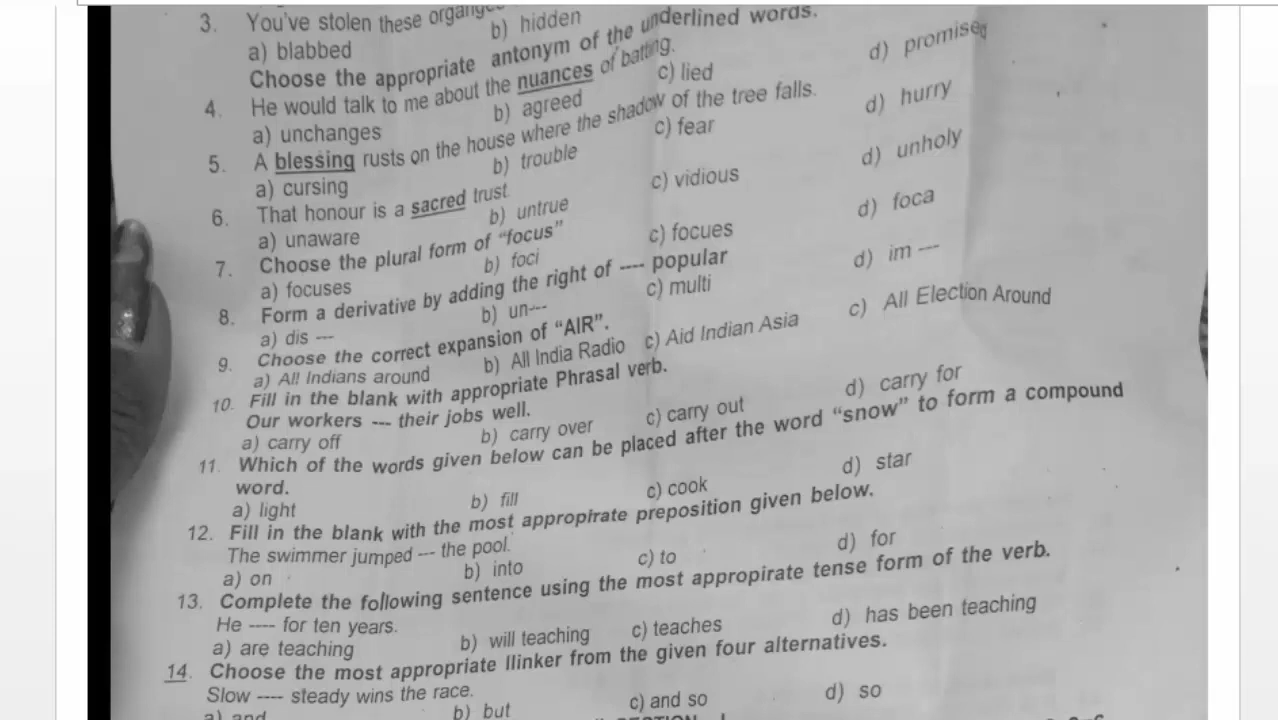 3. You've stolen these
a) blabbed b) hidden
Choose the appropriate antonym of the underlined words.
4. He would talk to me about the nuances of batting.
a) unchanges b) agreed c) lied d) promise
5. A blessing rusts on the house where the shadow of the tree falls.
a) cursing b) trouble c) fear d) hurry
6. That honour is a sacred trust
a) unaware b) untrue c) vidious d) unholy
7. Choose the plural form of "focus"
a) focuses b) foci c) focues d) foca
8. Form a derivative by adding the right of ---- popular
a) dis --- b) un--- c) multi d) im ---
9. Choose the correct expansion of "AIR".
a) All Indians around b) All India Radio c) Aid Indian Asia c) All Election Around
10. Fill in the blank with appropriate Phrasal verb.
Our workers --- their jobs well.
a) carry off b) carry over c) carry out d) carry for
11. Which of the words given below can be placed after the word "snow" to form a compound
word.
a) light b) fill c) cook d) star
12. Fill in the blank with the most appropirate preposition given below.
The swimmer jumped --- the pool.
a) on b) into c) to d) for
13. Complete the following sentence using the most appropirate tense form of the verb.
He ---- for ten years.
a) are teaching b) will teaching c) teaches d) has been teaching
14. Choose the most appropriate llinker from the given four alternatives.
Slow ---- steady wins the race.
a) and b) but c) and so d) so